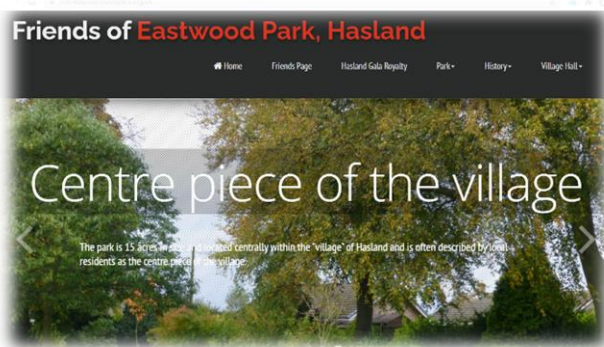 Friends of Eastwood Park, Hasland
Home Friends Page Hasland Gala Royalty Park History Village Hall
Centre piece of the village
The park is 15 acres in size and located centrally within the "village" of Hasland and is often described by local
residents as the centre piece of the village.